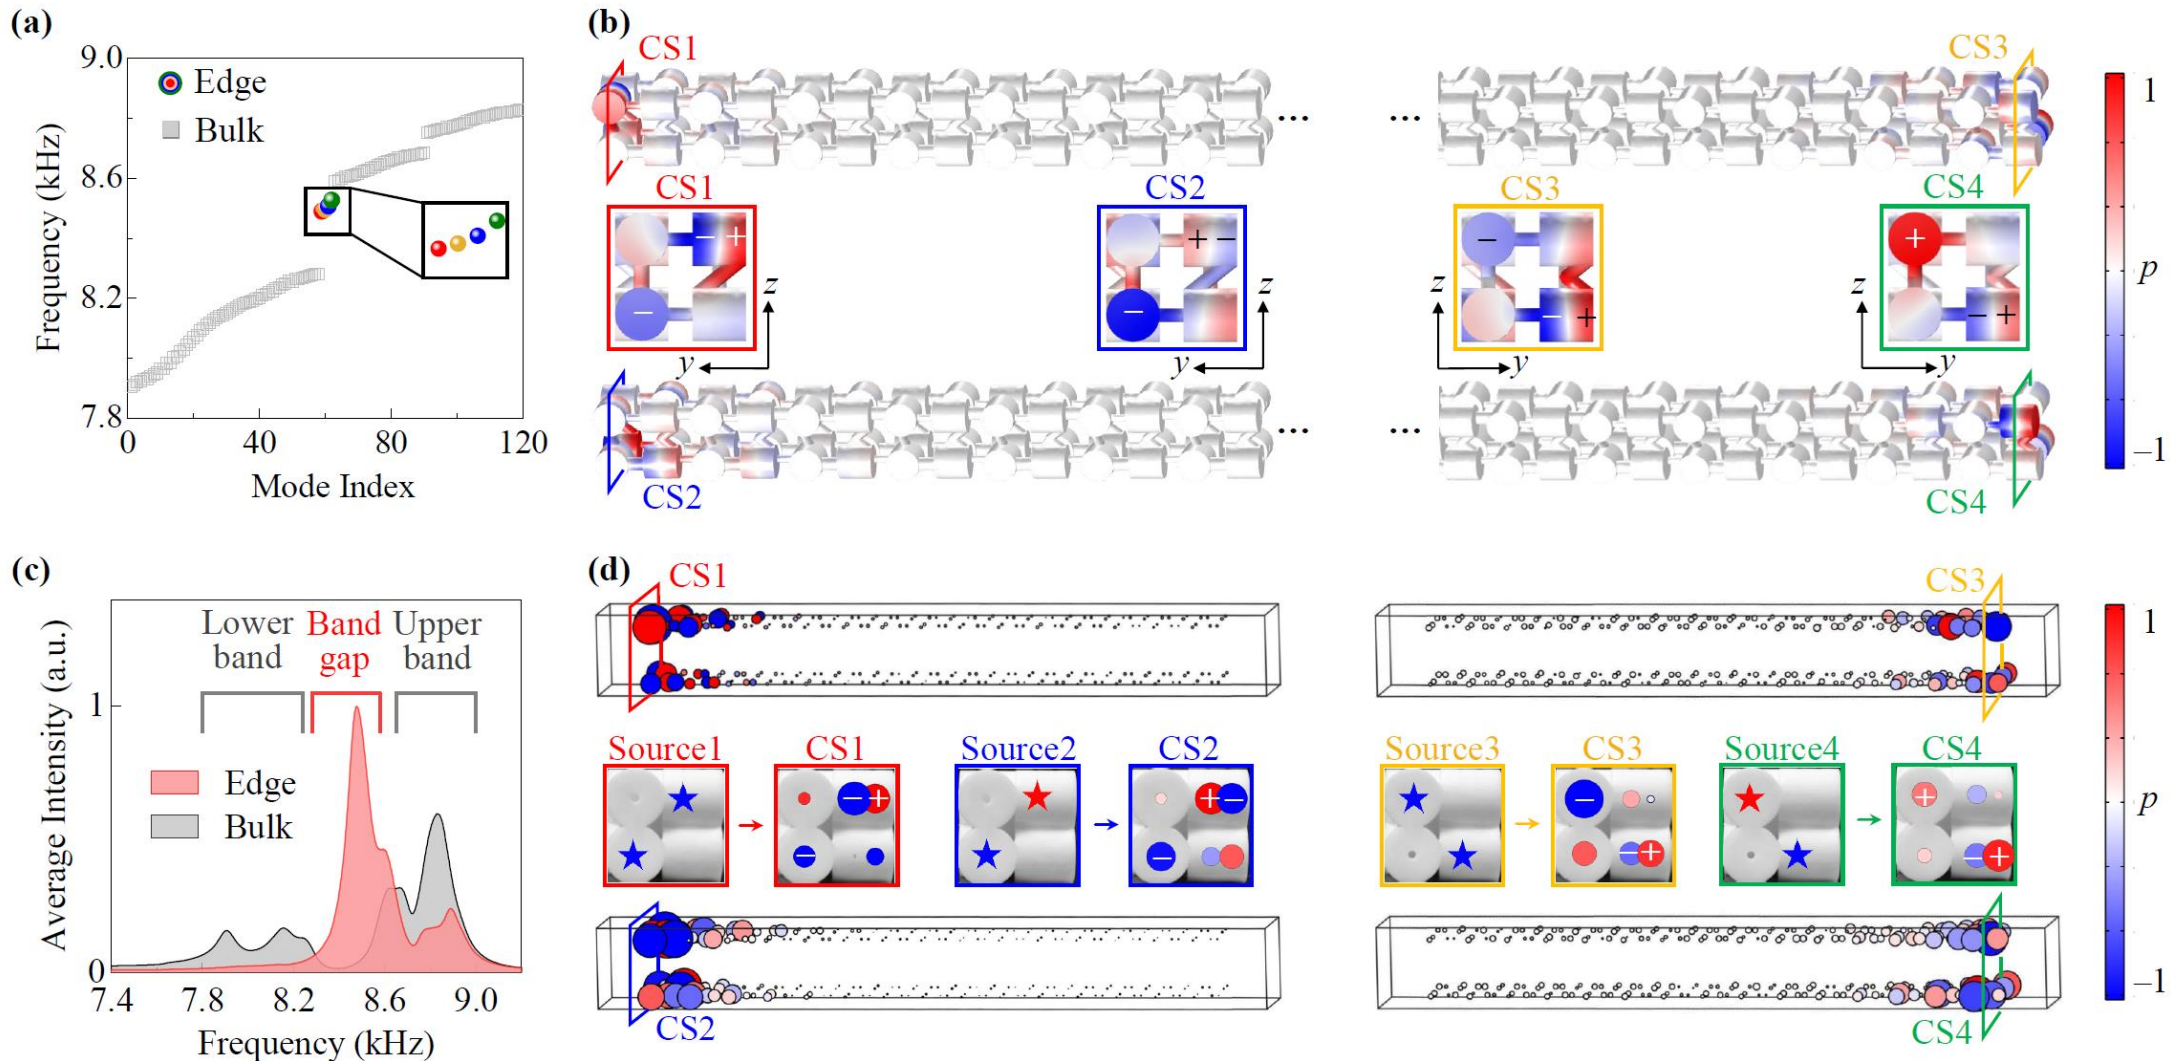 (a)
9.0
8.6
8.2
7.8
Frequency (kHz)
Edge
Bulk
0
40
80
120
Mode Index
(b)
CS1
CS3
...
...
1
p
–1
CS1
CS2
CS3
CS4
– +
–
+ –
–
–
– +
+
– +
z
y
z
y
z
y
z
y
...
...
CS2
CS4
(c)
Average Intensity (a.u.)
1
0
Lower
band
Band
gap
Upper
band
Edge
Bulk
7.4
7.8
8.2
8.6
9.0
Frequency (kHz)
(d)
CS1
CS3
1
p
–1
Source1
CS1
Source2
CS2
Source3
CS3
Source4
CS4
– +
–
+ –
–
–
– +
+
– +
CS2
CS4